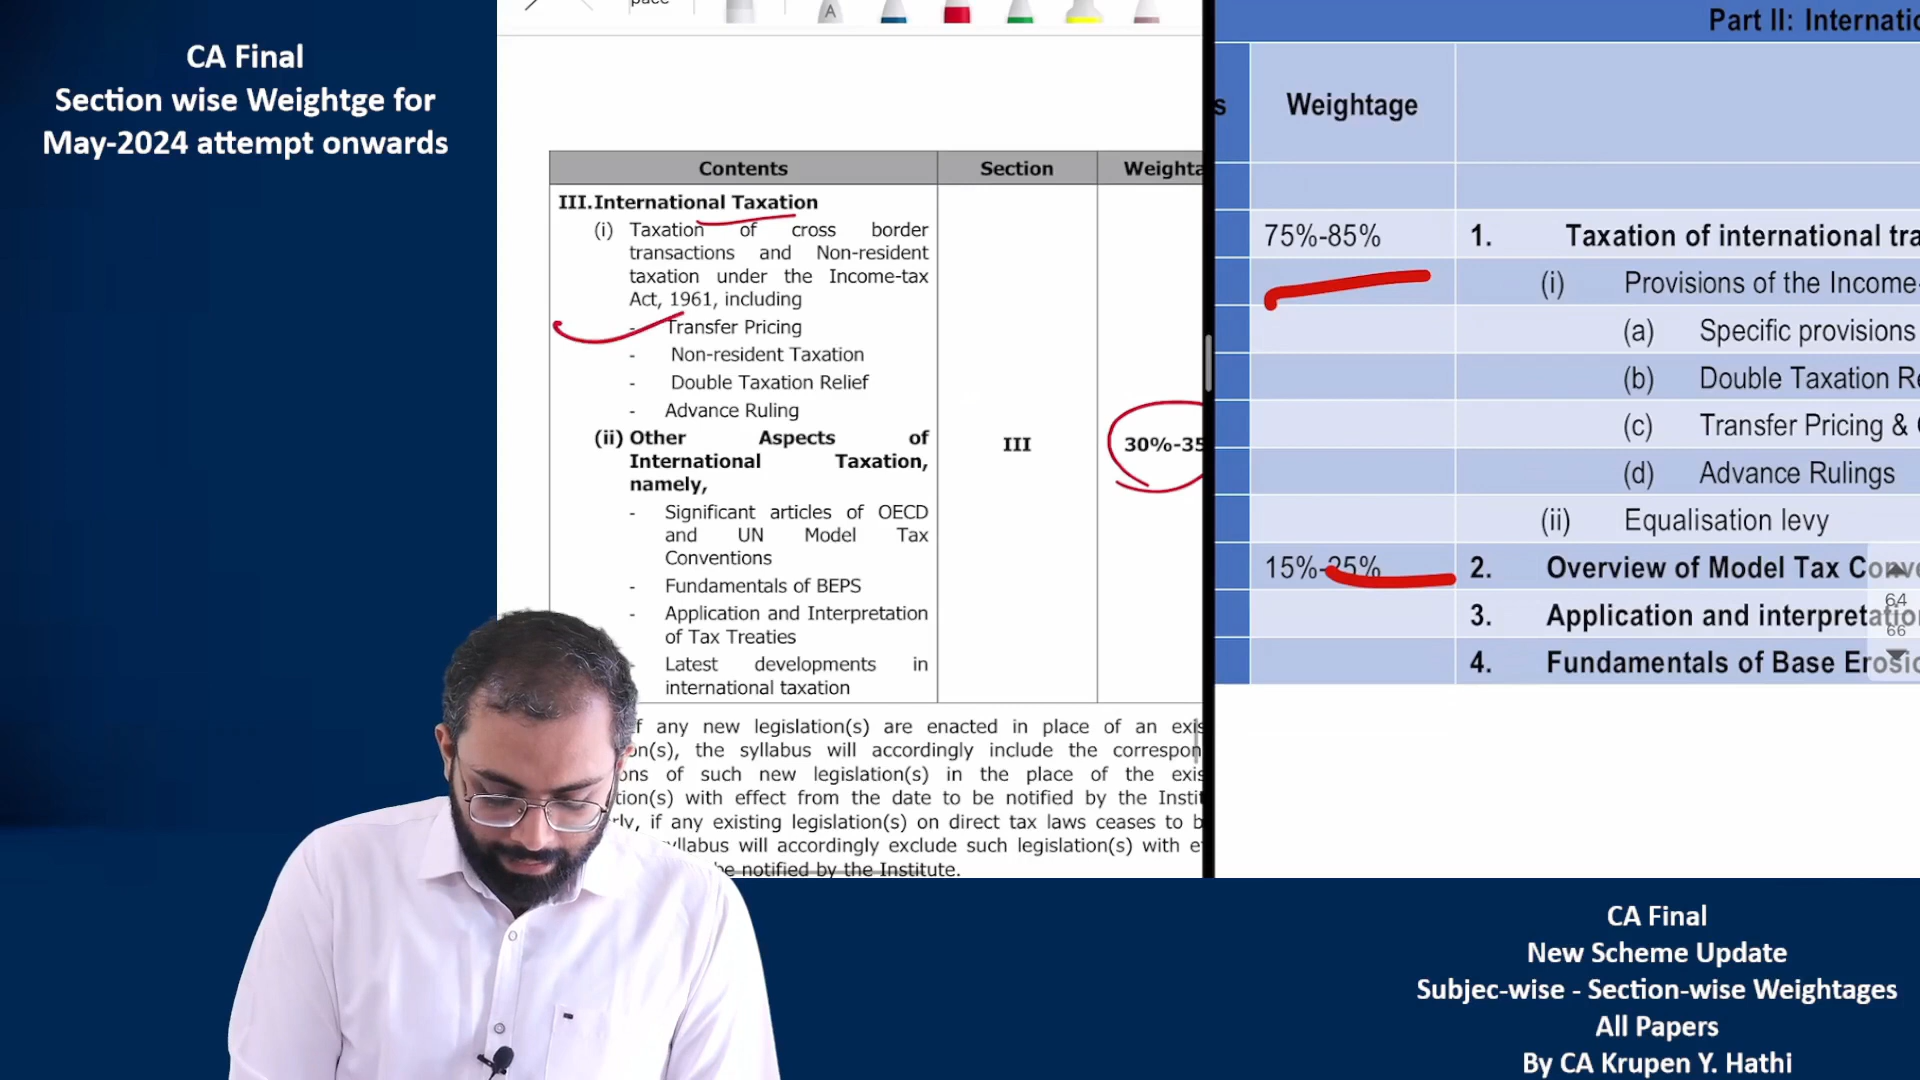 CA Final
Section wise Weightge for
May-2024 attempt onwards
A
Contents Section Weighta
III. International Taxation
(i) Taxation of cross border
transactions and Non-resident
taxation under the Income-tax
Act, 1961, including
- Transfer Pricing
- Non-resident Taxation
- Double Taxation Relief
- Advance Ruling
(ii) Other Aspects of
International Taxation,
namely,
III
30%-35
- Significant articles of OECD
and UN Model Tax
Conventions
- Fundamentals of BEPS
- Application and Interpretation
of Tax Treaties
- Latest developments in
international taxation
f any new legislation(s) are enacted in place of an exis
on(s), the syllabus will accordingly include the correspon
ons of such new legislation(s) in the place of the exis
tion(s) with effect from the date to be notified by the Instit
rly, if any existing legislation(s) on direct tax laws ceases to b
yllabus will accordingly exclude such legislation(s) with e
be notified by the Institute.
Part II: Internatio
s Weightage
75%-85% 1. Taxation of international tra
(i) Provisions of the Income-
(a) Specific provisions
(b) Double Taxation Re
(c) Transfer Pricing &
(d) Advance Rulings
(ii) Equalisation levy
15%-25% 2. Overview of Model Tax Conve
3. Application and interpretatio
4. Fundamentals of Base Erosio
64
66
CA Final
New Scheme Update
Subjec-wise - Section-wise Weightages
All Papers
By CA Krupen Y. Hathi